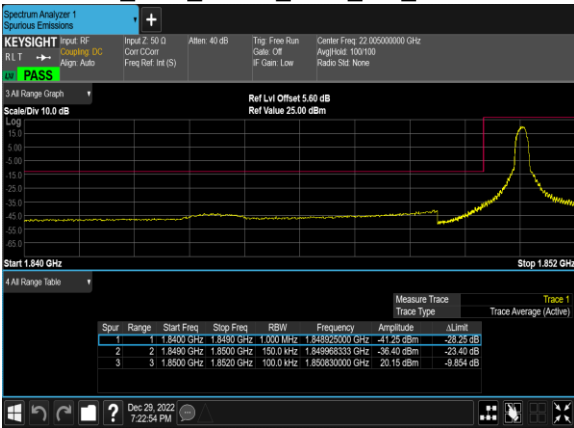 Spectrum Analyzer 1
Spurious Emissions
+
KEYSIGHT Input: RF Input Z: 50 Ω Atten: 40 dB Trig: Free Run Center Freq: 22.005000000 GHz
RLT Coupling: DC Corr CCorr Gate: Off Avg|Hold: 100/100
Align: Auto Freq Ref: Int (S) IF Gain: Low Radio Std: None
PASS
3 All Range Graph
Ref Lvl Offset 5.60 dB
Scale/Div 10.0 dB Ref Value 25.00 dBm
Log
15.0
5.00
-5.00
-15.0
-25.0
-35.0
-45.0
-55.0
-65.0
Start 1.840 GHz Stop 1.852 GHz
4 All Range Table
Measure Trace Trace 1
Trace Type Trace Average (Active)
Spur Range Start Freq Stop Freq RBW Frequency Amplitude ΔLimit
1 1 1.8400 GHz 1.8490 GHz 1.000 MHz 1.848925000 GHz -41.25 dBm -28.25 dB
2 2 1.8490 GHz 1.8500 GHz 150.0 kHz 1.849968333 GHz -36.40 dBm -23.40 dB
3 3 1.8500 GHz 1.8520 GHz 100.0 kHz 1.850830000 GHz 20.15 dBm -9.854 dB
? Dec 29, 2022
7:22:54 PM